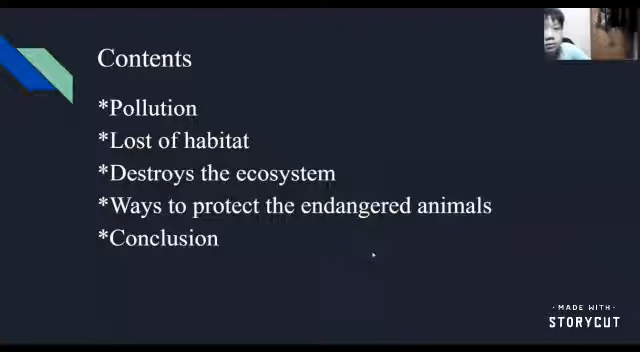 Contents
*Pollution
*Lost of habitat
*Destroys the ecosystem
*Ways to protect the endangered animals
*Conclusion
· MADE WITH ·
STORYCUT